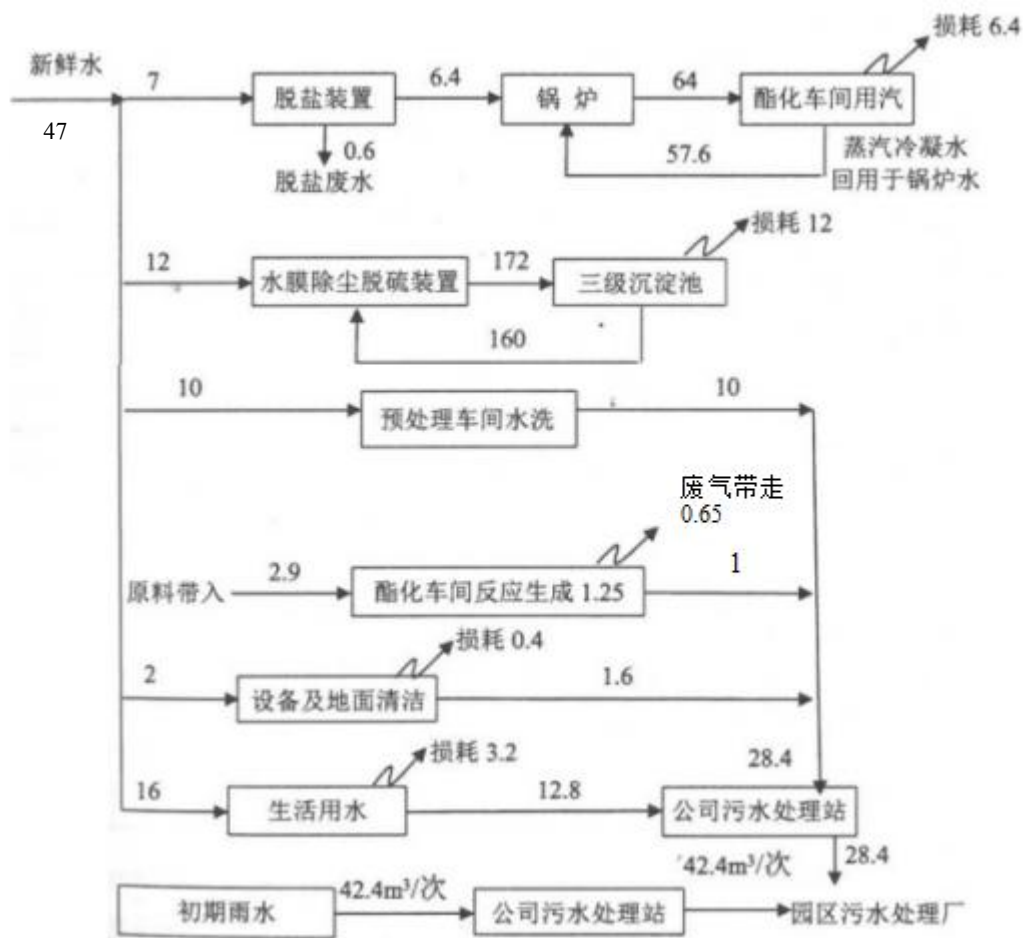 损耗 6.4
新鲜水
7
脱盐装置
6.4
锅 炉
64
酯化车间用汽
47
0.6
脱盐废水
57.6
蒸汽冷凝水
回用于锅炉水
损耗 12
12
水膜除尘脱硫装置
172
三级沉淀池
160
10
预处理车间水洗
10
废气带走
0.65
原料带入
2.9
酯化车间反应生成 1.25
1
损耗 0.4
2
设备及地面清洁
1.6
损耗 3.2
28.4
16
生活用水
12.8
公司污水处理站
42.4m³/次
28.4
初期雨水
42.4m³/次
公司污水处理站
园区污水处理厂